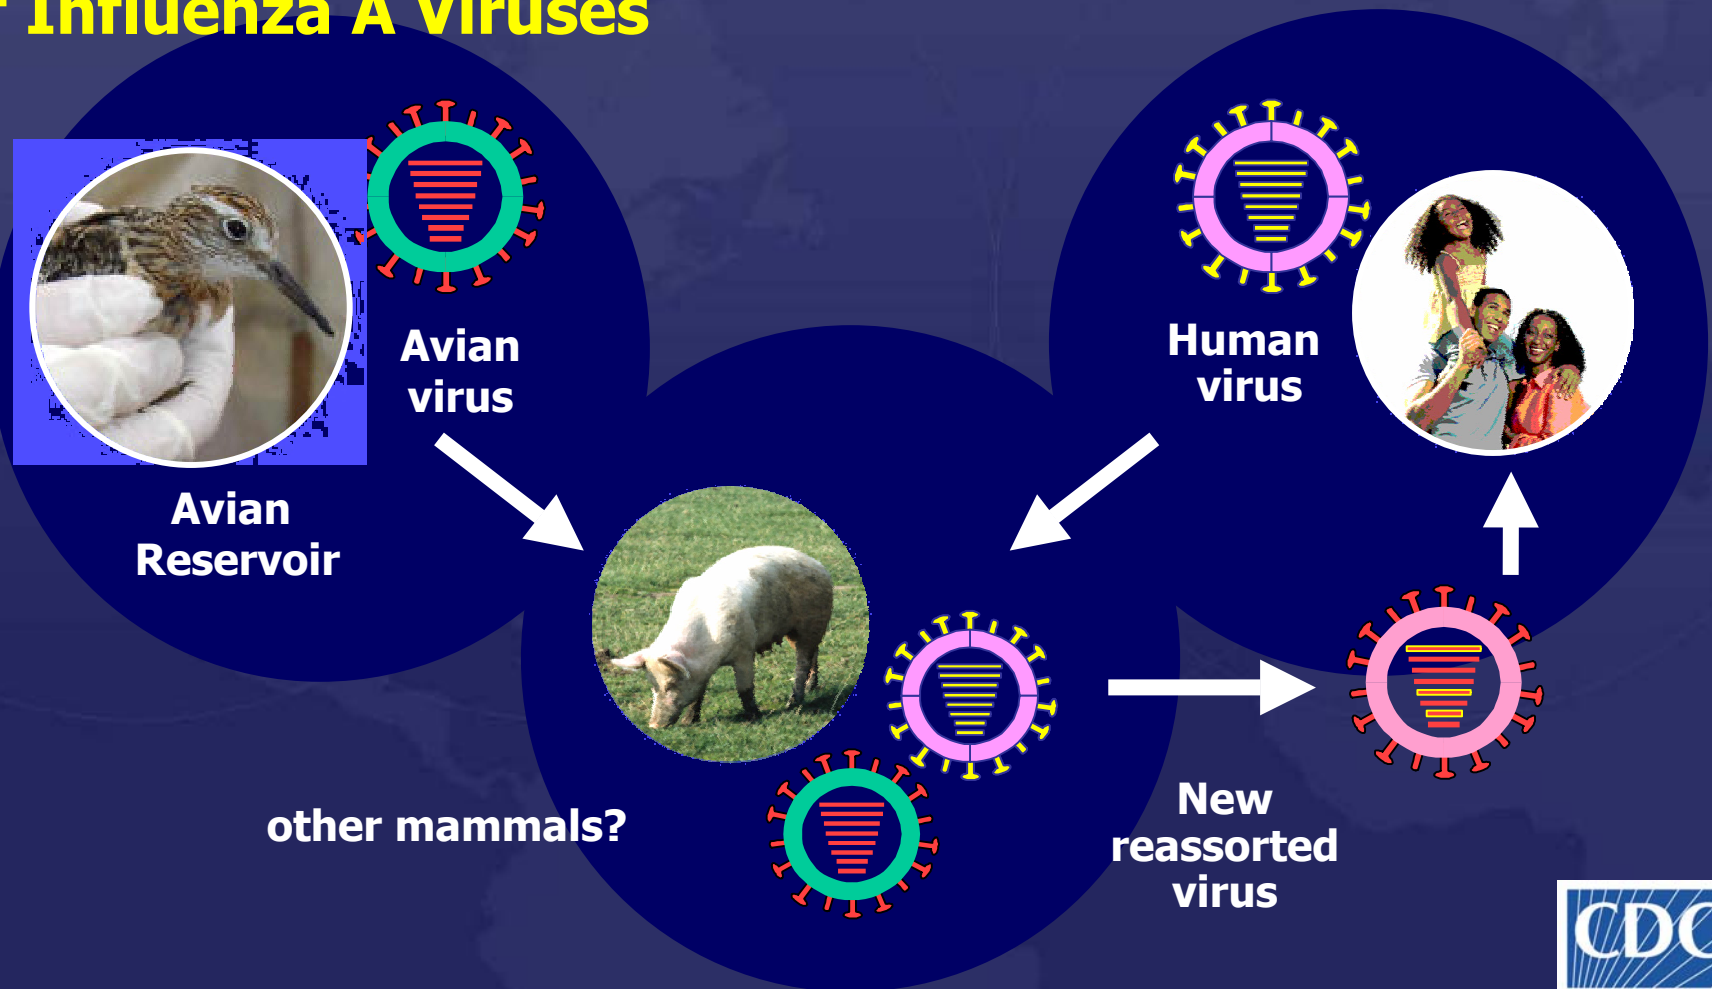 Influenza A Viruses
Avian
virus
Human
virus
Avian
Reservoir
other mammals?
New
reassorted
virus
CDC